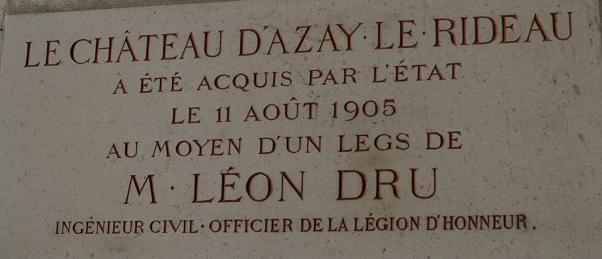 LE CHÂTEAU D'AZAY·LE·RIDEAU
A ÉTÉ ACQUIS PAR L'ÉTAT
LE 11 AOÛT 1905
AU MOYEN D'UN LEGS DE
M· LÉON DRU
INGÉNIEUR CIVIL·OFFICIER DE LA LÉGION D'HONNEUR.